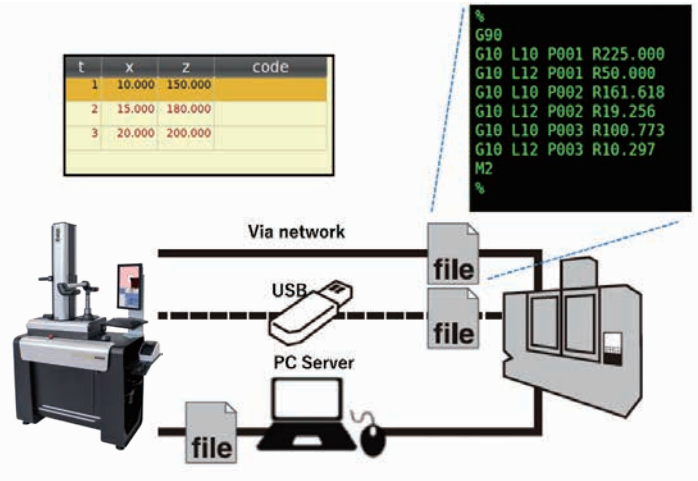 t x z code
1 10.000 150.000
2 15.000 180.000
3 20.000 200.000
%
G90
G10 L10 P001 R225.000
G10 L12 P001 R50.000
G10 L10 P002 R161.618
G10 L12 P002 R19.256
G10 L10 P003 R100.773
G10 L12 P003 R10.297
M2
%
Via network
file
USB
file
PC Server
file